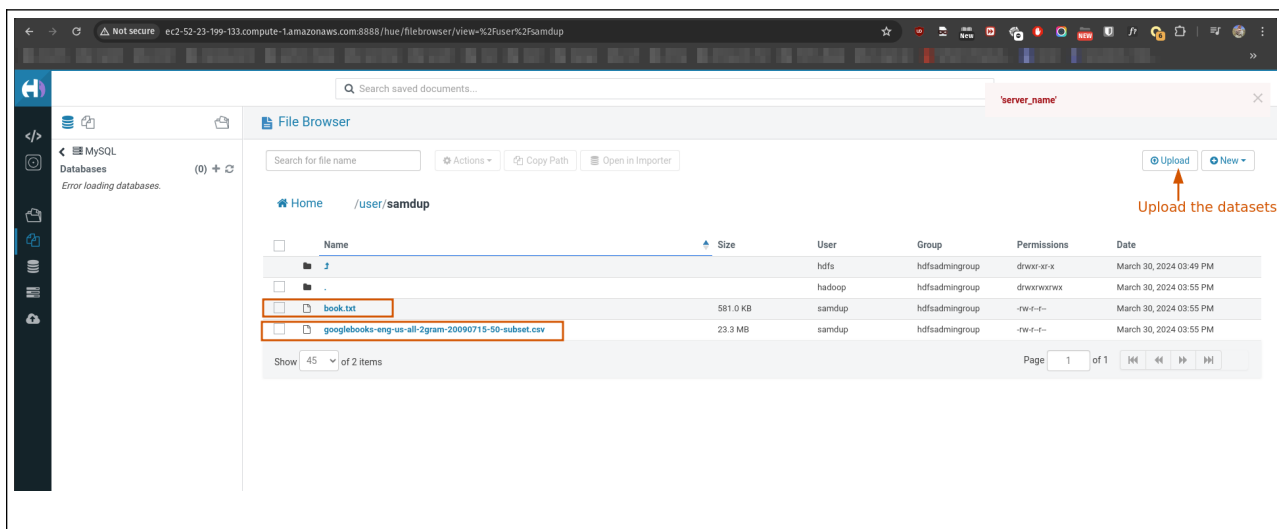 Not secure ec2-52-23-199-133.compute-1.amazonaws.com:8888/hue/filebrowser/view=%2Fuser%2Fsamdup
Search saved documents...
'server_name'
File Browser
MySQL
Databases (0)
Error loading databases.
Search for file name Actions Copy Path Open in Importer Upload New
Home /user/samdup
Upload the datasets
Name Size User Group Permissions Date
hdfs hdfsadmingroup drwxr-xr-x March 30, 2024 03:49 PM
. hadoop hdfsadmingroup drwxrwxrwx March 30, 2024 03:55 PM
book.txt 581.0 KB samdup hdfsadmingroup -rw-r--r-- March 30, 2024 03:55 PM
googlebooks-eng-us-all-2gram-20090715-50-subset.csv 23.3 MB samdup hdfsadmingroup -rw-r--r-- March 30, 2024 03:55 PM
Show 45 of 2 items Page 1 of 1